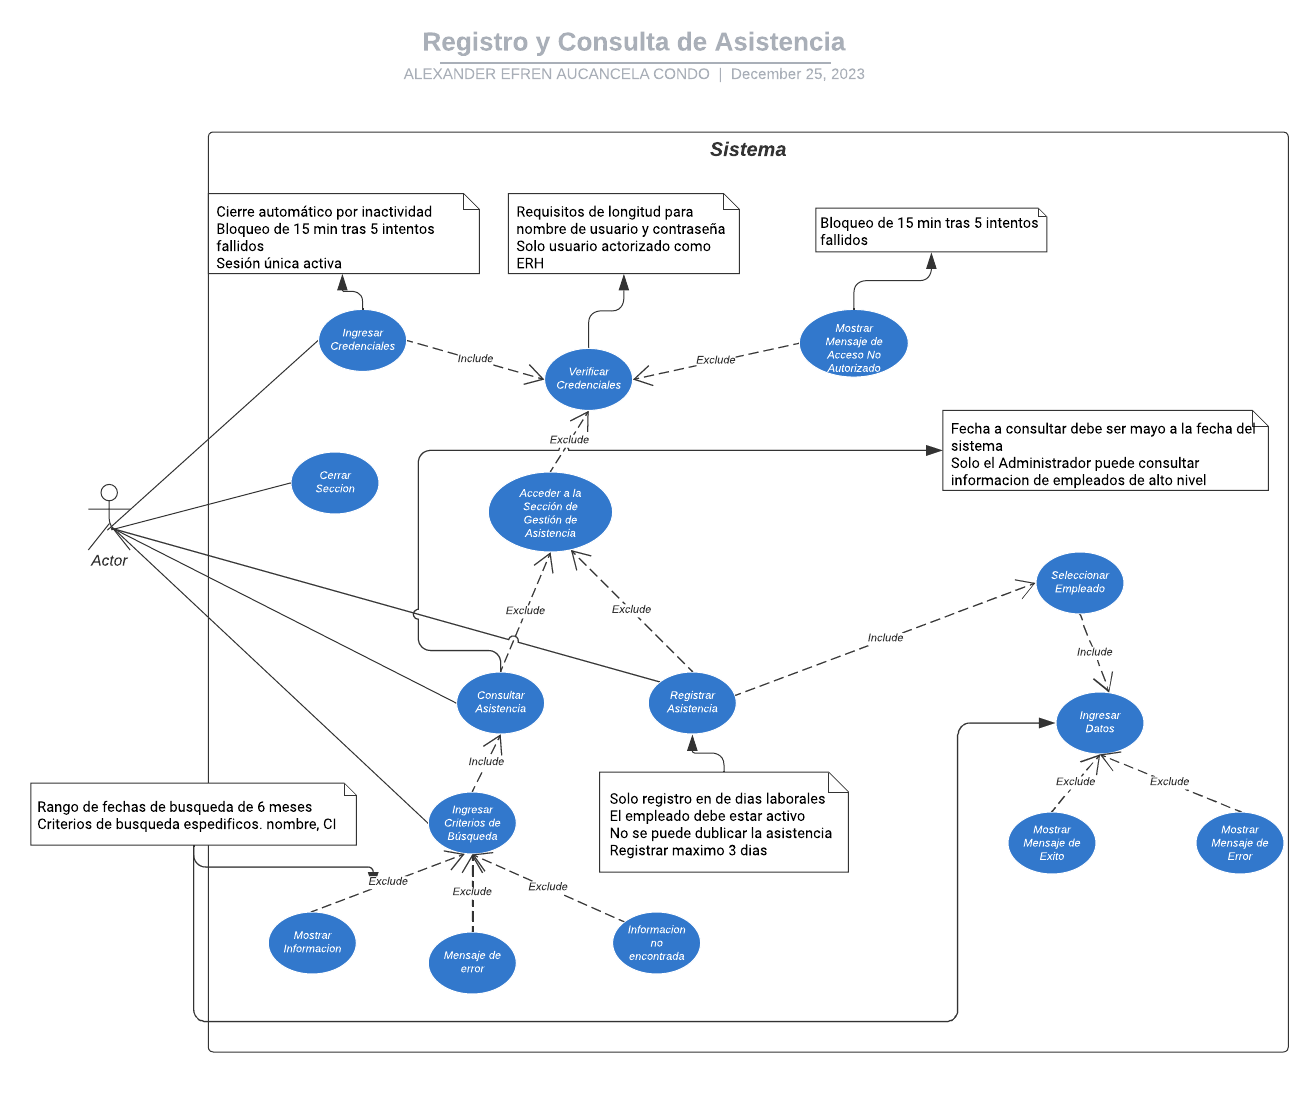 Registro y Consulta de Asistencia
ALEXANDER EFREN AUCANCELA CONDO | December 25, 2023
Sistema
Cierre automático por inactividad
Bloqueo de 15 min tras 5 intentos
fallidos
Sesión única activa
Requisitos de longitud para
nombre de usuario y contraseña
Solo usuario actorizado como
ERH
Bloqueo de 15 min tras 5 intentos
fallidos
Ingresar
Credenciales
Include
Verificar
Credenciales
Exclude
Mostrar
Mensaje de
Acceso No
Autorizado
Exclude
Fecha a consultar debe ser mayo a la fecha del
sistema
Solo el Administrador puede consultar
informacion de empleados de alto nivel
Cerrar
Seccion
Acceder a la
Sección de
Gestión de
Asistencia
Actor
Seleccionar
Empleado
Exclude
Exclude
Include
Include
Consultar
Asistencia
Registrar
Asistencia
Ingresar
Datos
Include
Exclude
Exclude
Rango de fechas de busqueda de 6 meses
Criterios de busqueda espedificos. nombre, CI
Ingresar
Criterios de
Búsqueda
Solo registro en de dias laborales
El empleado debe estar activo
No se puede dublicar la asistencia
Registrar maximo 3 dias
Mostrar
Mensaje de
Exito
Mostrar
Mensaje de
Error
Exclude
Exclude
Exclude
Mostrar
Informacion
Mensaje de
error
Informacion
no
encontrada